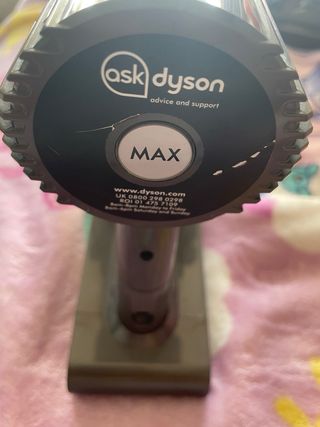 ask dyson
advice and support
MAX
www.dyson.com
UK 0800 298 0298
ROI 01 475 7109
8am-8pm Monday to Friday
8am-6pm Saturday and Sunday